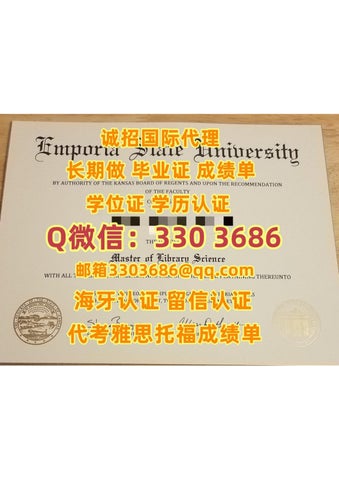 诚招国际代理
Emporia State University
长期做 毕业证 成绩单
BY AUTHORITY OF THE KANSAS BOARD OF REGENTS AND UPON THE RECOMMENDATION
OF THE FACULTY
学位证 学历认证
Q微信：330 3686
Master of Library Science
邮箱3303686@qq.com
WITH ALL THEREUNTO
海牙认证 留信认证
代考雅思托福成绩单